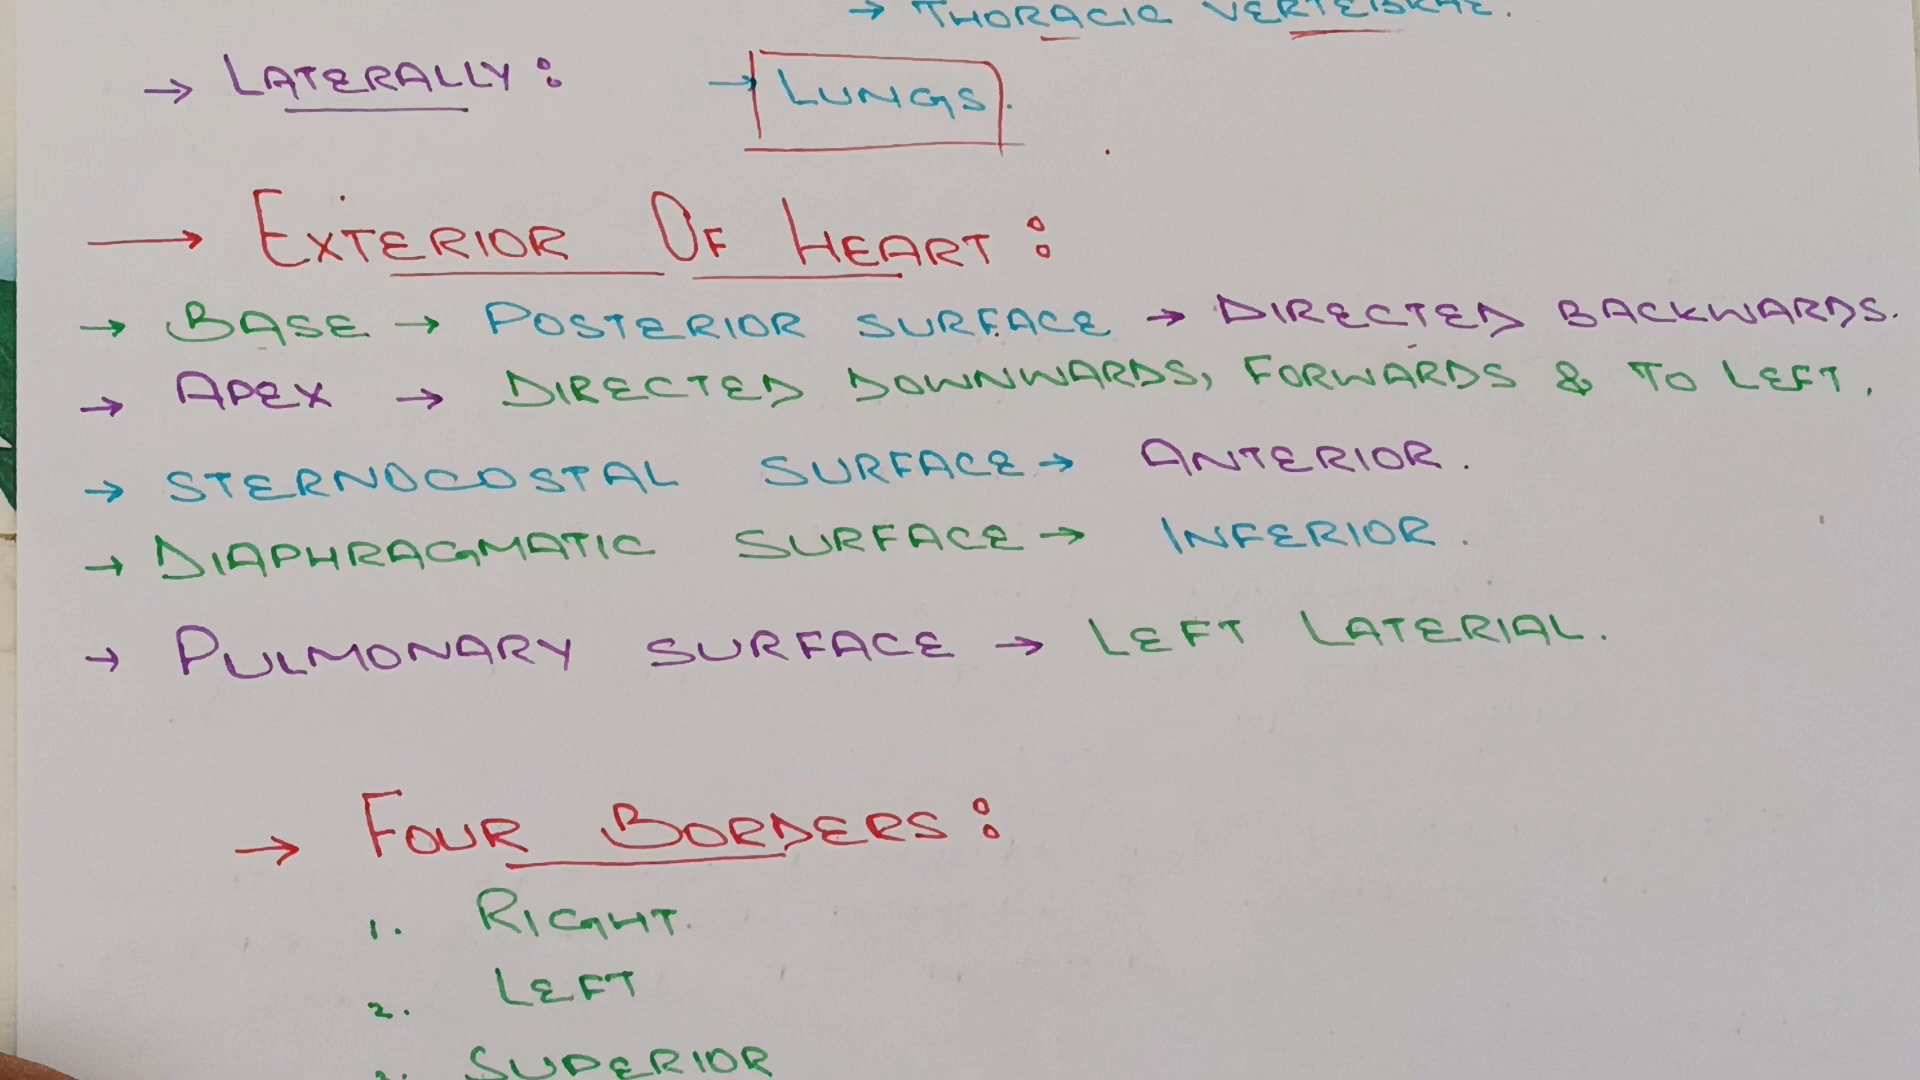 → THORACIC VERTEBRAE.
→ LATERALLY: → LUNGS.
→ EXTERIOR OF HEART:
→ BASE → POSTERIOR SURFACE → DIRECTED BACKWARDS.
→ APEX → DIRECTED DOWNWARDS, FORWARDS & TO LEFT.
→ STERNOCOSTAL SURFACE → ANTERIOR.
→ DIAPHRAGMATIC SURFACE → INFERIOR.
→ PULMONARY SURFACE → LEFT LATERIAL.
→ FOUR BORDERS:
1. RIGHT.
2. LEFT
3. SUPERIOR